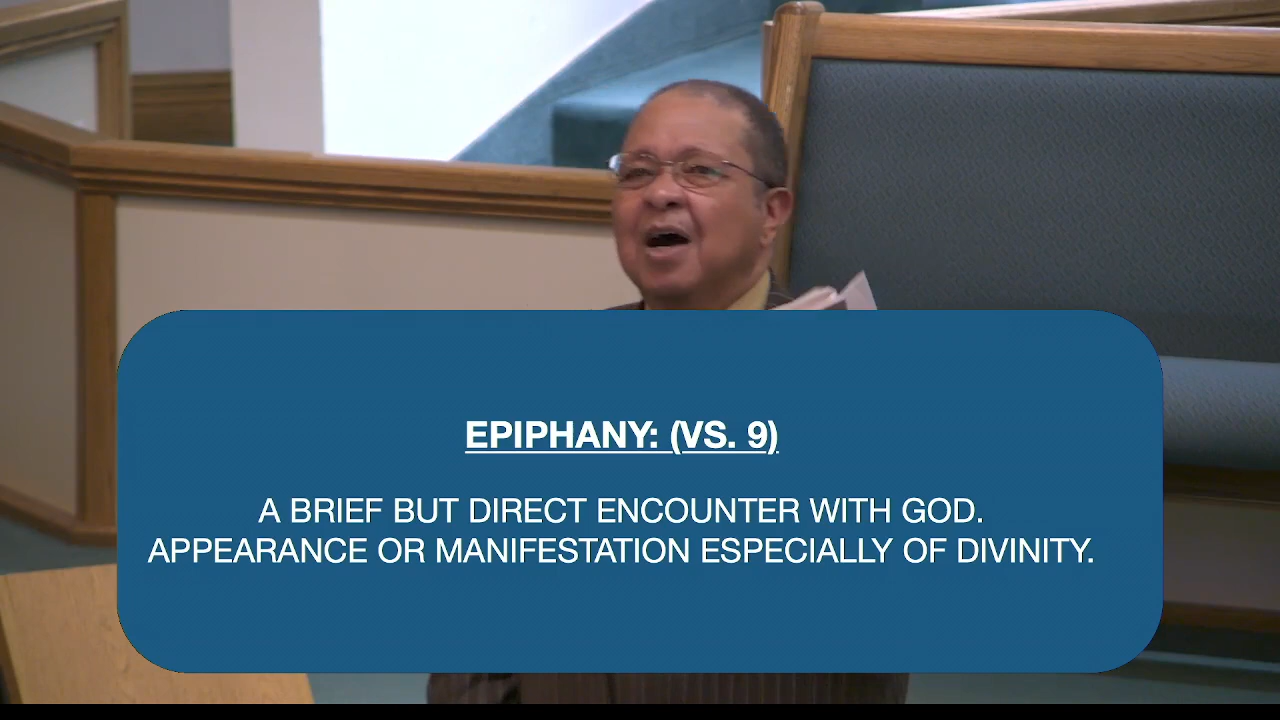 EPIPHANY: (VS. 9)
A BRIEF BUT DIRECT ENCOUNTER WITH GOD.
APPEARANCE OR MANIFESTATION ESPECIALLY OF DIVINITY.